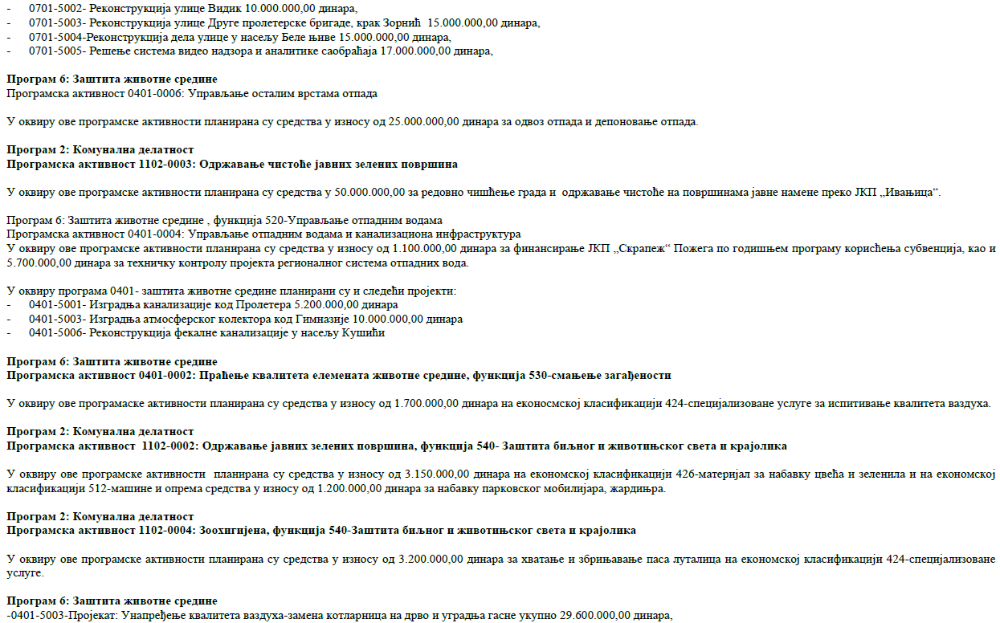 - 0701-5002- Реконструкција улице Видик 10.000.000,00 динара,
- 0701-5003- Реконструкција улице Друге пролетерске бригаде, крак Зорнић 15.000.000,00 динара,
- 0701-5004-Реконструкција дела улице у насељу Беле њиве 15.000.000,00 динара,
- 0701-5005- Решење система видео надзора и аналитике саобраћаја 17.000.000,00 динара,
Програм 6: Заштита животне средине
Програмска активност 0401-0006: Управљање осталим врстама отпада
У оквиру ове програмске активности планирана су средства у износу од 25.000.000,00 динара за одвоз отпада и депоновање отпада.
Програм 2: Комунална делатност
Програмска активност 1102-0003: Одржавање чистоће јавних зелених површина
У оквиру ове програмске активности планирана су средства у 50.000.000,00 за редовно чишћење града и одржавање чистоће на површинама јавне намене преко ЈКП „Ивањица“.
Програм 6: Заштита животне средине , функција 520-Управљање отпадним водама
Програмска активност 0401-0004: Управљање отпадним водама и канализациона инфраструктура
У оквиру ове програмске активности планирана су средства у износу од 1.100.000,00 динара за финансирање ЈКП „Скрапеж“ Пожега по годишњем програму корисћења субвенција, као и
5.700.000,00 динара за техничку контролу пројекта регионалног система отпадних вода.
У оквиру програма 0401- заштита животне средине планирани су и следећи пројекти:
- 0401-5001- Изградња канализације код Пролетера 5.200.000,00 динара
- 0401-5003- Изградња атмосферског колектора код Гимназије 10.000.000,00 динара
- 0401-5006- Реконструкција фекалне канализације у насељу Кушићи
Програм 6: Заштита животне средине
Програмска активност 0401-0002: Праћење квалитета елемената животне средине, функција 530-смањење загађености
У оквиру ове програмаске активности планирана су средства у износу од 1.700.000,00 динара на економсмској класификацији 424-специјализоване услуге за испитивање квалитета ваздуха.
Програм 2: Комунална делатност
Програмска активност 1102-0002: Одржавање јавних зелених површина, функција 540- Заштита биљног и животињског света и крајолика
У оквиру ове програмске активности планирана су средства у износу од 3.150.000,00 динара на економској класификацији 426-материјал за набавку цвећа и зеленила и на економској
класификацији 512-машине и опрема средства у износу од 1.200.000,00 динара за набавку парковског мобилијара, жардињра.
Програм 2: Комунална делатност
Програмска активност 1102-0004: Зоохигијена, функција 540-Заштита биљног и животињског света и крајолика
У оквиру ове програмске активности планирана су средства у износу од 3.200.000,00 динара за хватање и збрињавање паса луталица на економској класификацији 424-специјализоване
услуге.
Програм 6: Заштита животне средине
-0401-5003-Пројекат: Унапређење квалитета ваздуха-замена котларница на дрво и уградња гасне укупно 29.600.000,00 динара,